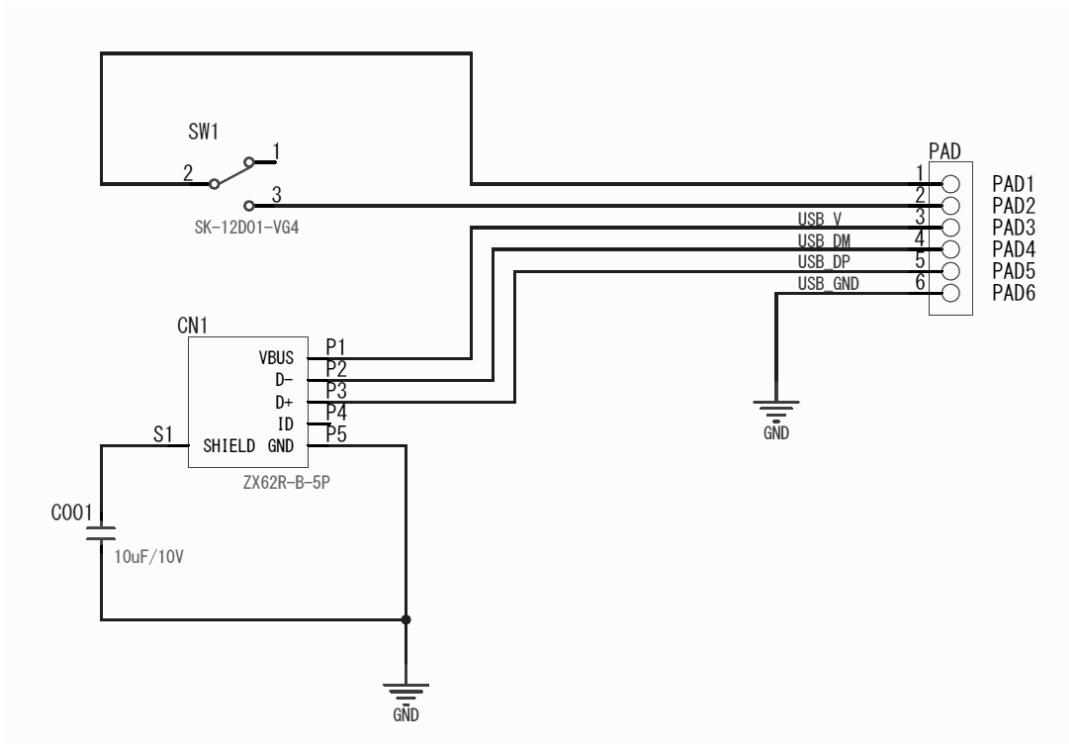 SW1
1
2
3
SK-12D01-VG4
PAD
1 PAD1
2 PAD2
USB_V 3 PAD3
USB_DM 4 PAD4
USB_DP 5 PAD5
USB_GND 6 PAD6
GND
CN1
VBUS P1
D- P2
D+ P3
ID P4
S1 SHIELD GND P5
ZX62R-B-5P
C001
10uF/10V
GND